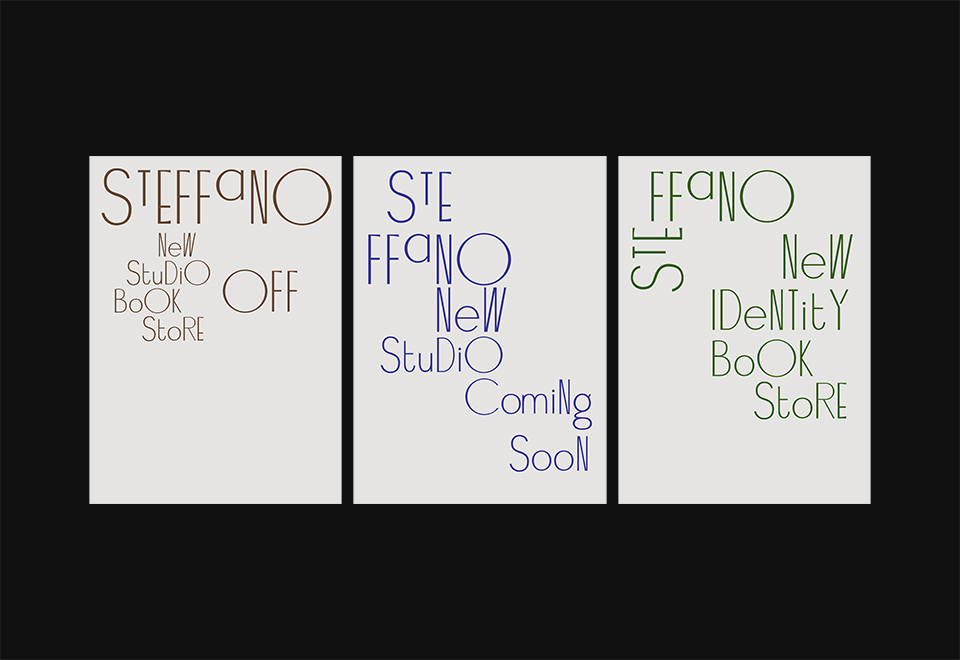 STEFFaNO
NeW
StuDiO
BoOK
StoRE
OFF
STE
FFaNO
NeW
StuDiO
ComiNg
SooN
STE
FFaNO
NeW
IDeNTitY
BoOK
StoRE